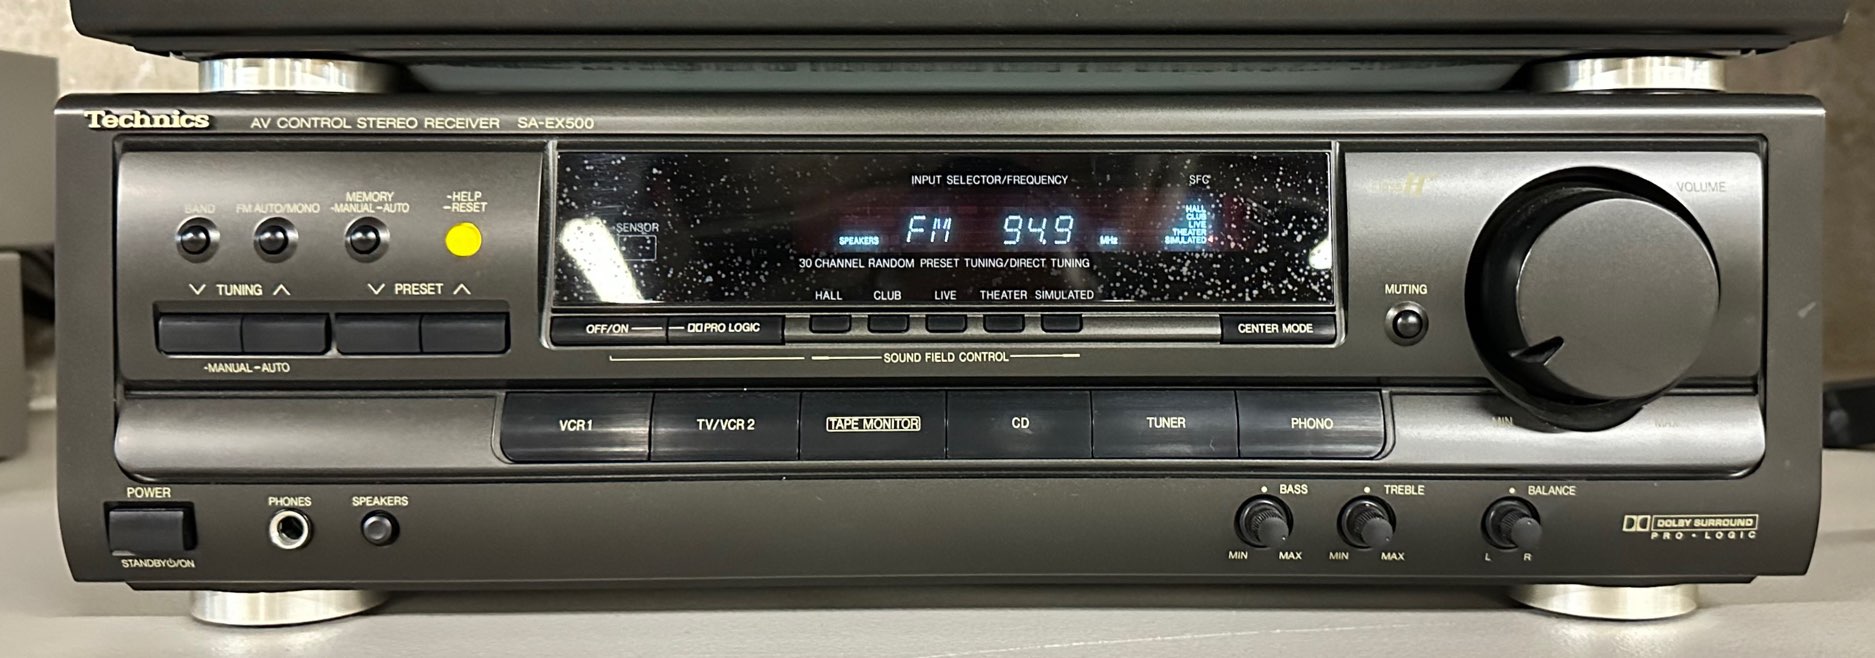 Technics AV CONTROL STEREO RECEIVER SA-EX500
INPUT SELECTOR/FREQUENCY
SFC
VOLUME
BAND
FM AUTO/MONO
MEMORY
-MANUAL -AUTO
-HELP
-RESET
SENSOR
SPEAKERS
FM 94.9 MHz
HALL
CLUB
LIVE
THEATER
SIMULATED
30 CHANNEL RANDOM PRESET TUNING/DIRECT TUNING
TUNING
PRESET
HALL CLUB LIVE THEATER SIMULATED
MUTING
OFF/ON
PRO LOGIC
CENTER MODE
SOUND FIELD CONTROL
-MANUAL -AUTO
VCR 1
TV/VCR 2
TAPE MONITOR
CD
TUNER
PHONO
MIN
MAX
POWER
STANDBY⏻/ON
PHONES
SPEAKERS
BASS
MIN MAX
TREBLE
MIN MAX
BALANCE
L R
DOLBY SURROUND
PRO · LOGIC